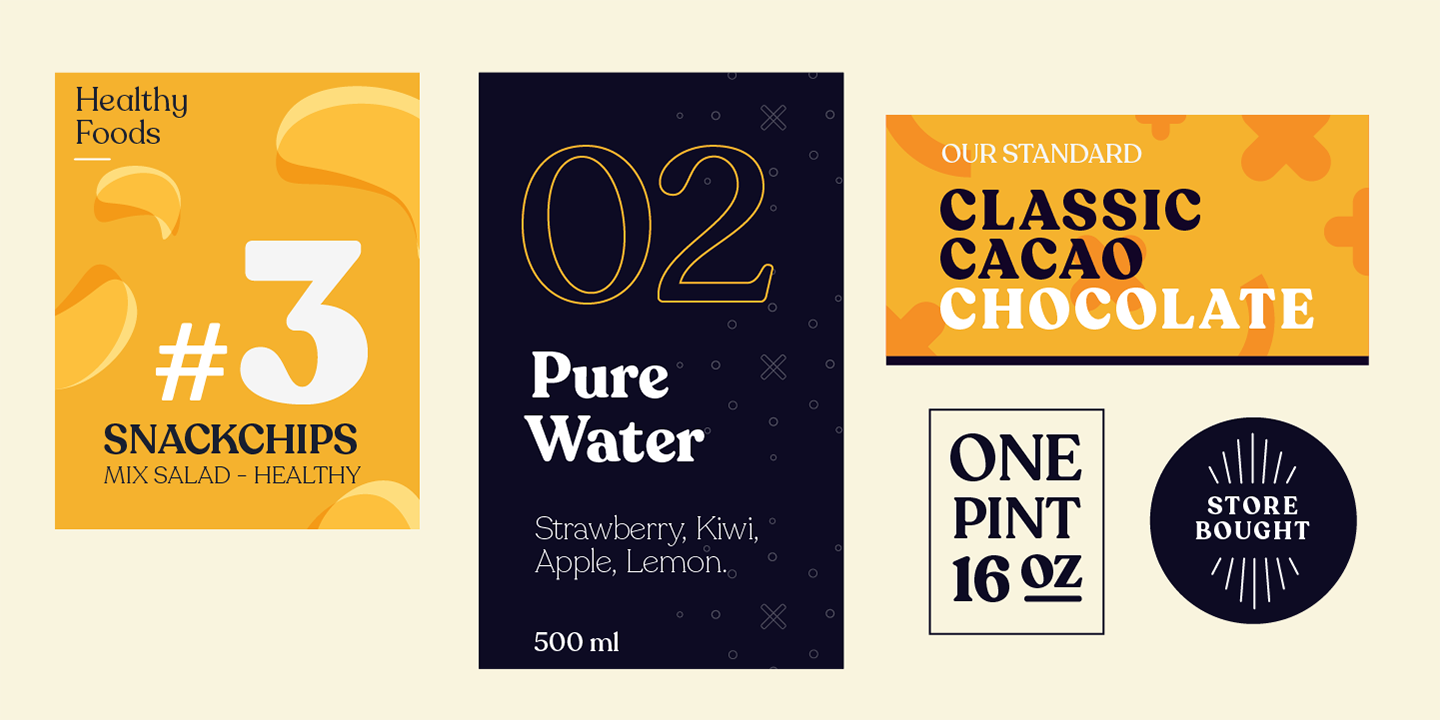 Healthy
Foods
#3
SNACKCHIPS
MIX SALAD - HEALTHY
02
Pure
Water
Strawberry, Kiwi,
Apple, Lemon.
500 ml
OUR STANDARD
CLASSIC
CACAO
CHOCOLATE
ONE
PINT
16 OZ
STORE
BOUGHT